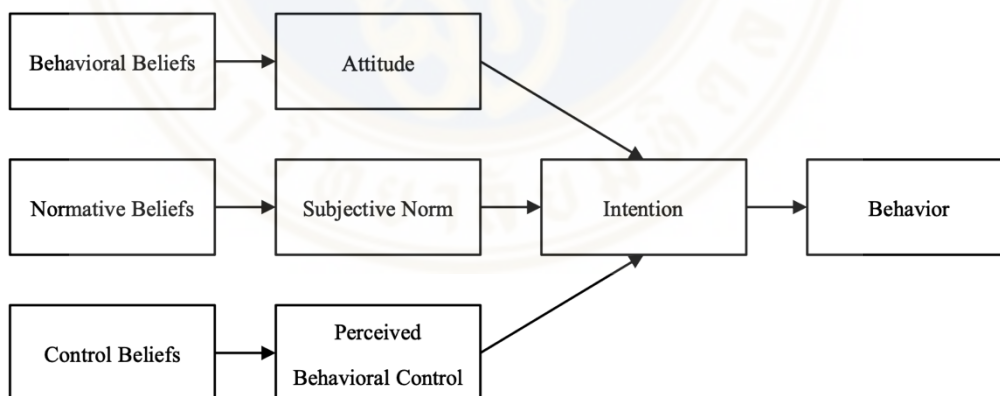 Behavioral Beliefs
Attitude
Normative Beliefs
Subjective Norm
Intention
Behavior
Control Beliefs
Perceived
Behavioral Control